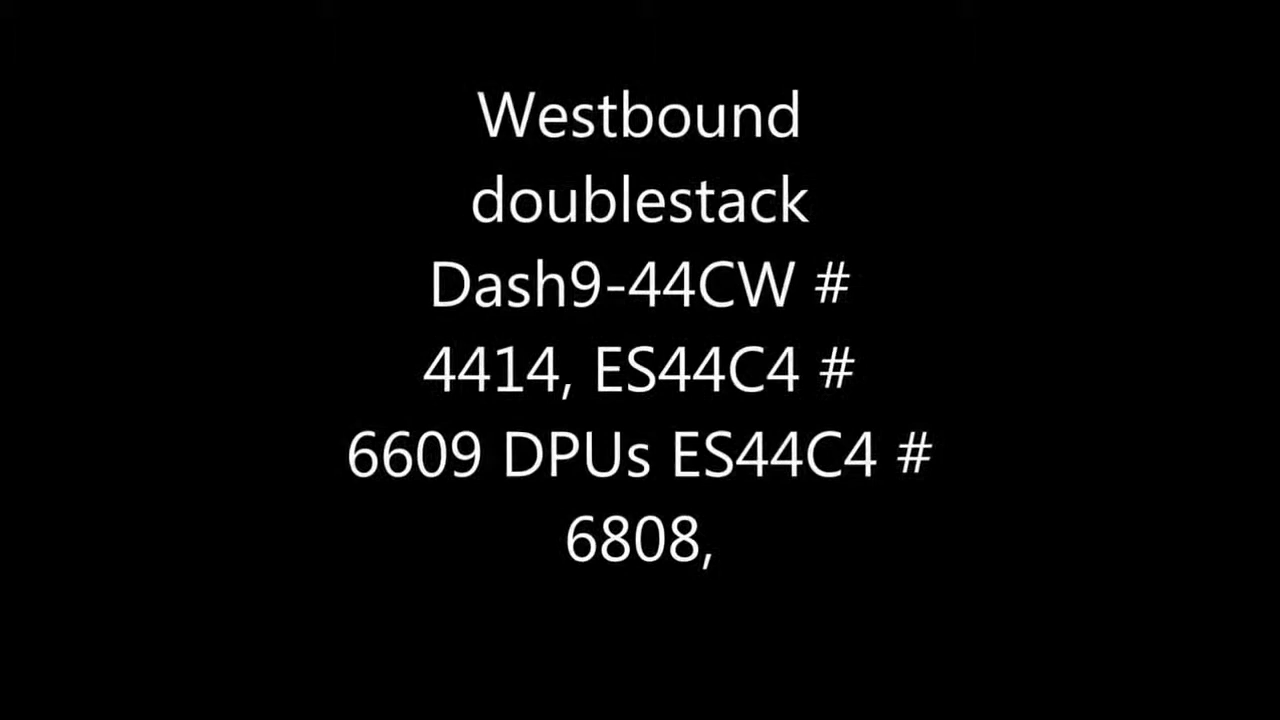 Westbound
doublestack
Dash9-44CW #
4414, ES44C4 #
6609 DPUs ES44C4 #
6808,